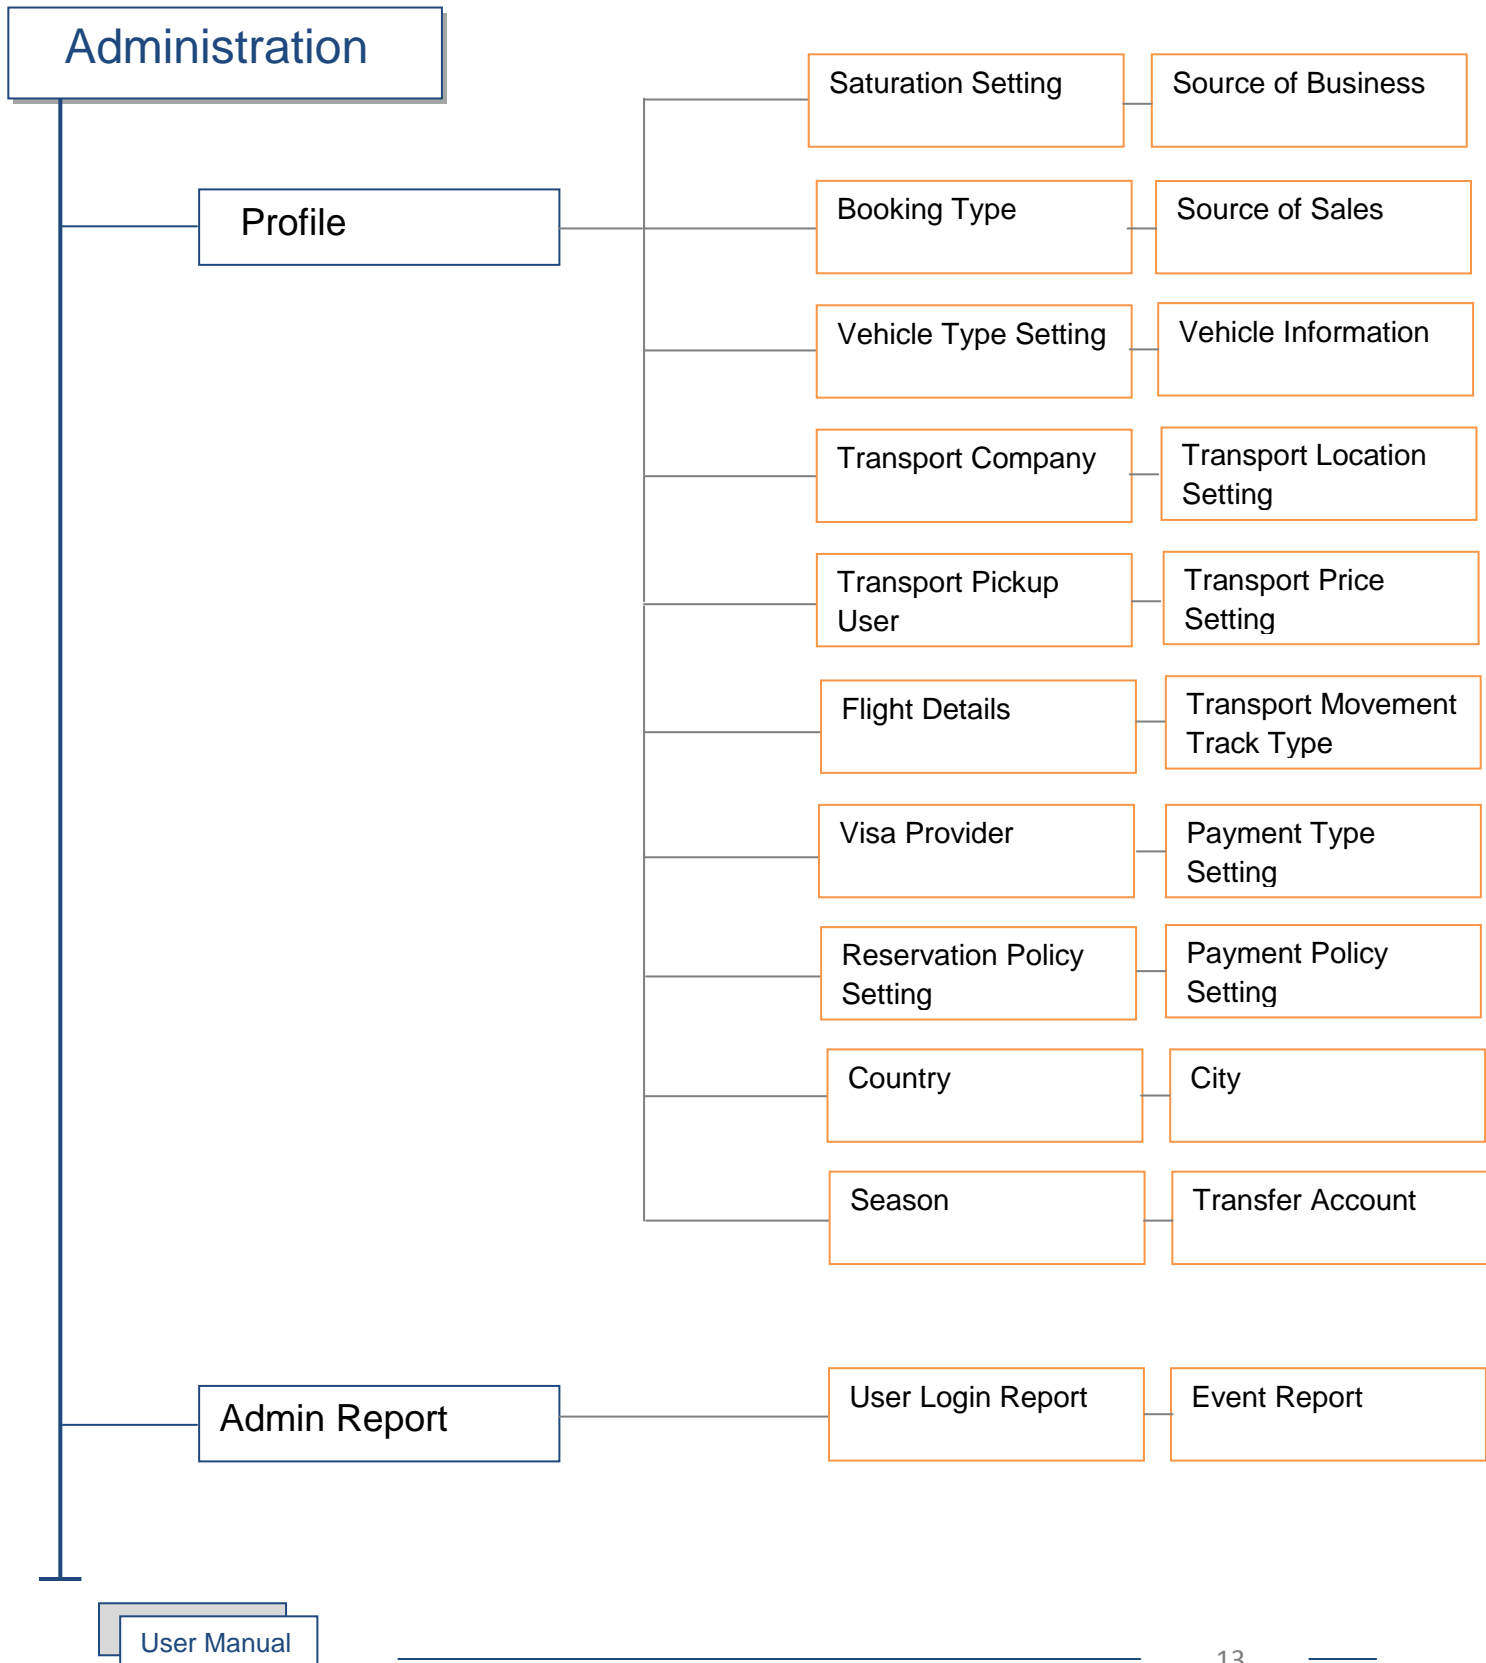 Administration
Saturation Setting
Source of Business
Profile
Booking Type
Source of Sales
Vehicle Type Setting
Vehicle Information
Transport Company
Transport Location
Setting
Transport Pickup
User
Transport Price
Setting
Flight Details
Transport Movement
Track Type
Visa Provider
Payment Type
Setting
Reservation Policy
Setting
Payment Policy
Setting
Country
City
Season
Transfer Account
Admin Report
User Login Report
Event Report
User Manual
13